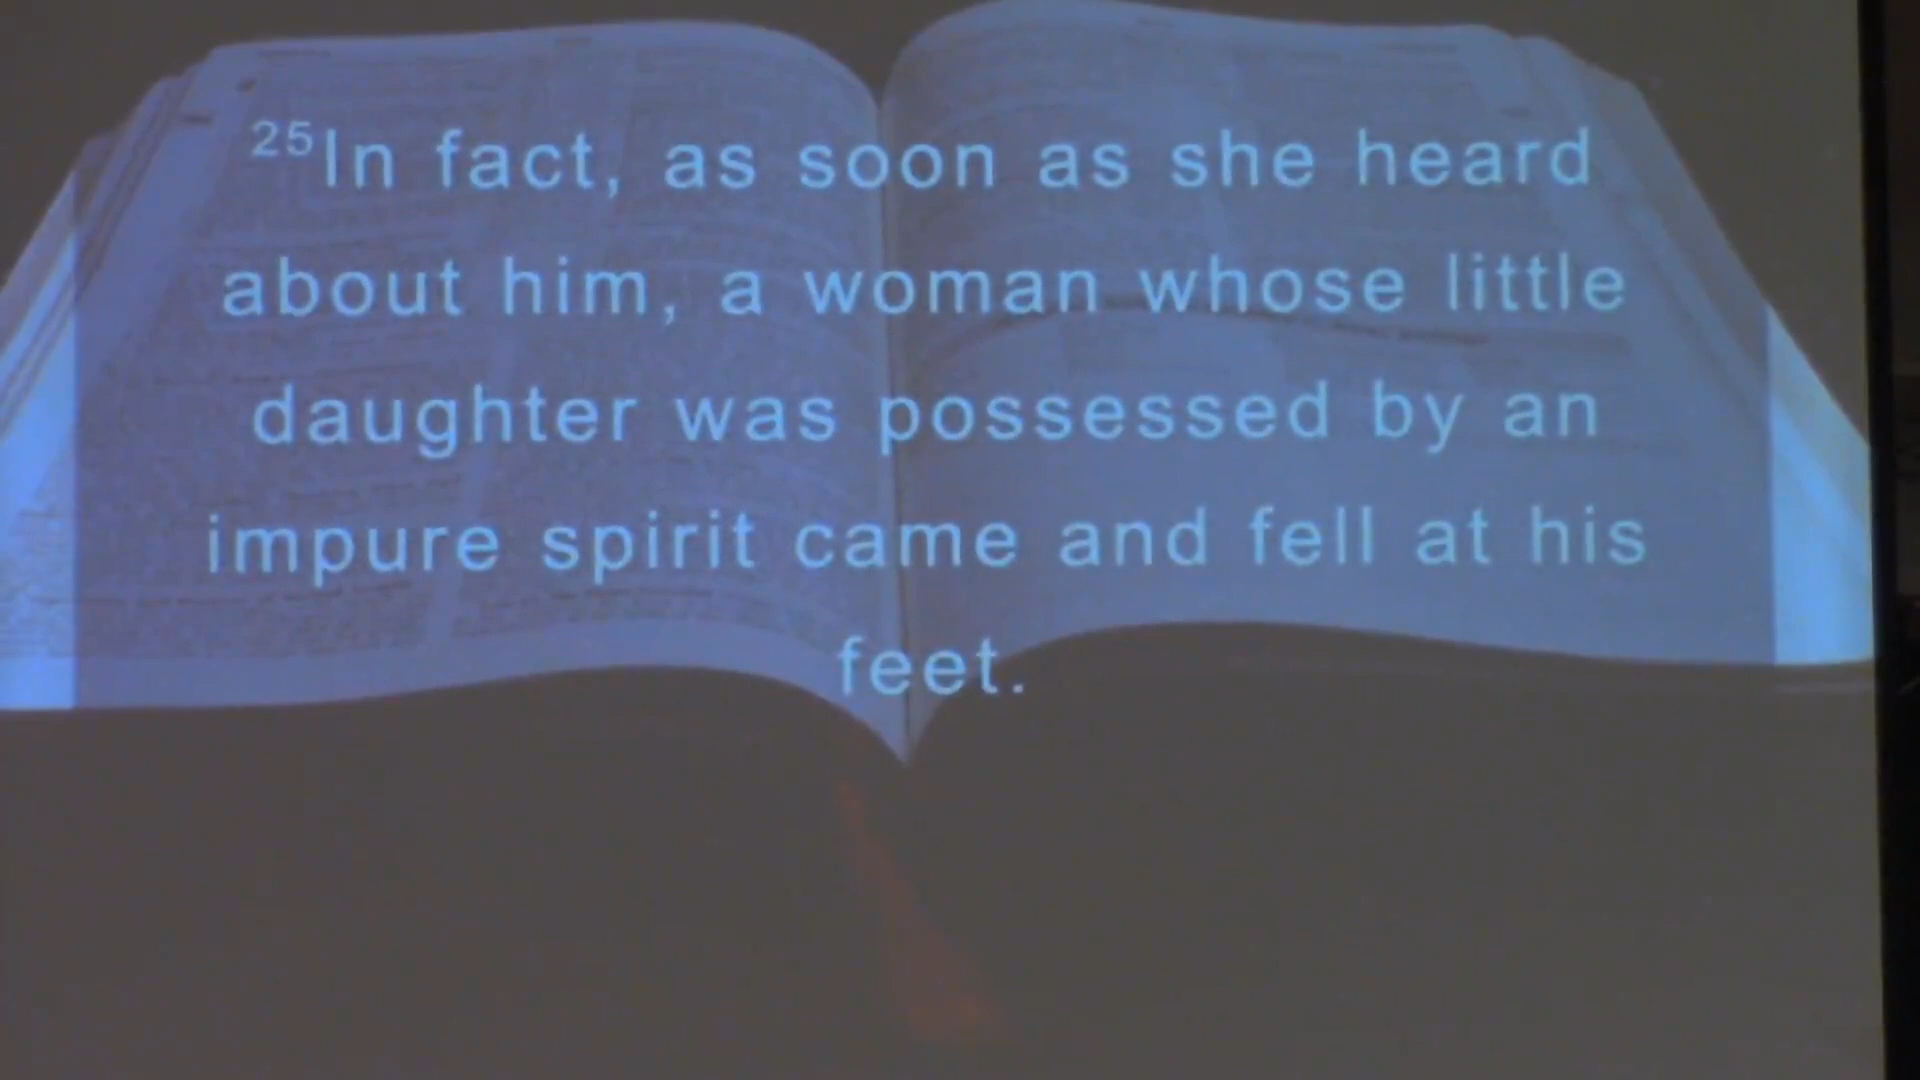 25In fact, as soon as she heard
about him, a woman whose little
daughter was possessed by an
impure spirit came and fell at his
feet.